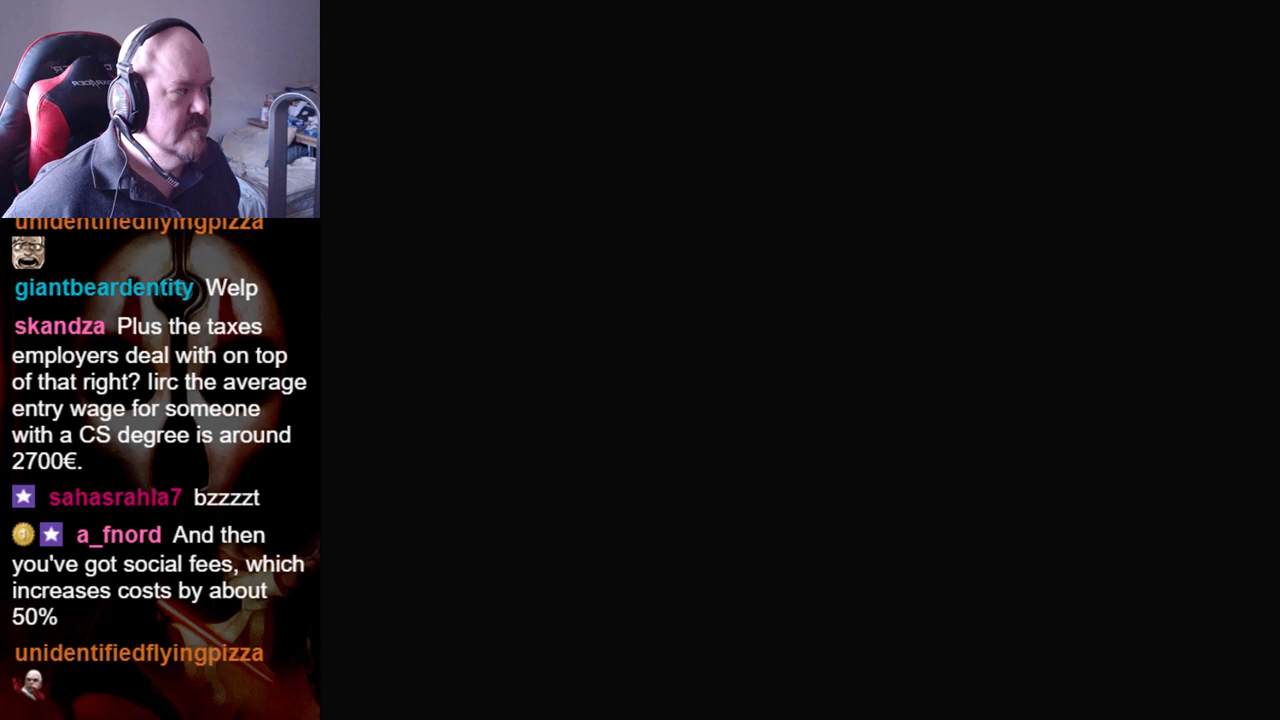 unidentifiedflyingpizza
giantbeardentity Welp
skandza Plus the taxes
employers deal with on top
of that right? Iirc the average
entry wage for someone
with a CS degree is around
2700€.
sahasrahla7 bzzzzt
a_fnord And then
you've got social fees, which
increases costs by about
50%
unidentifiedflyingpizza